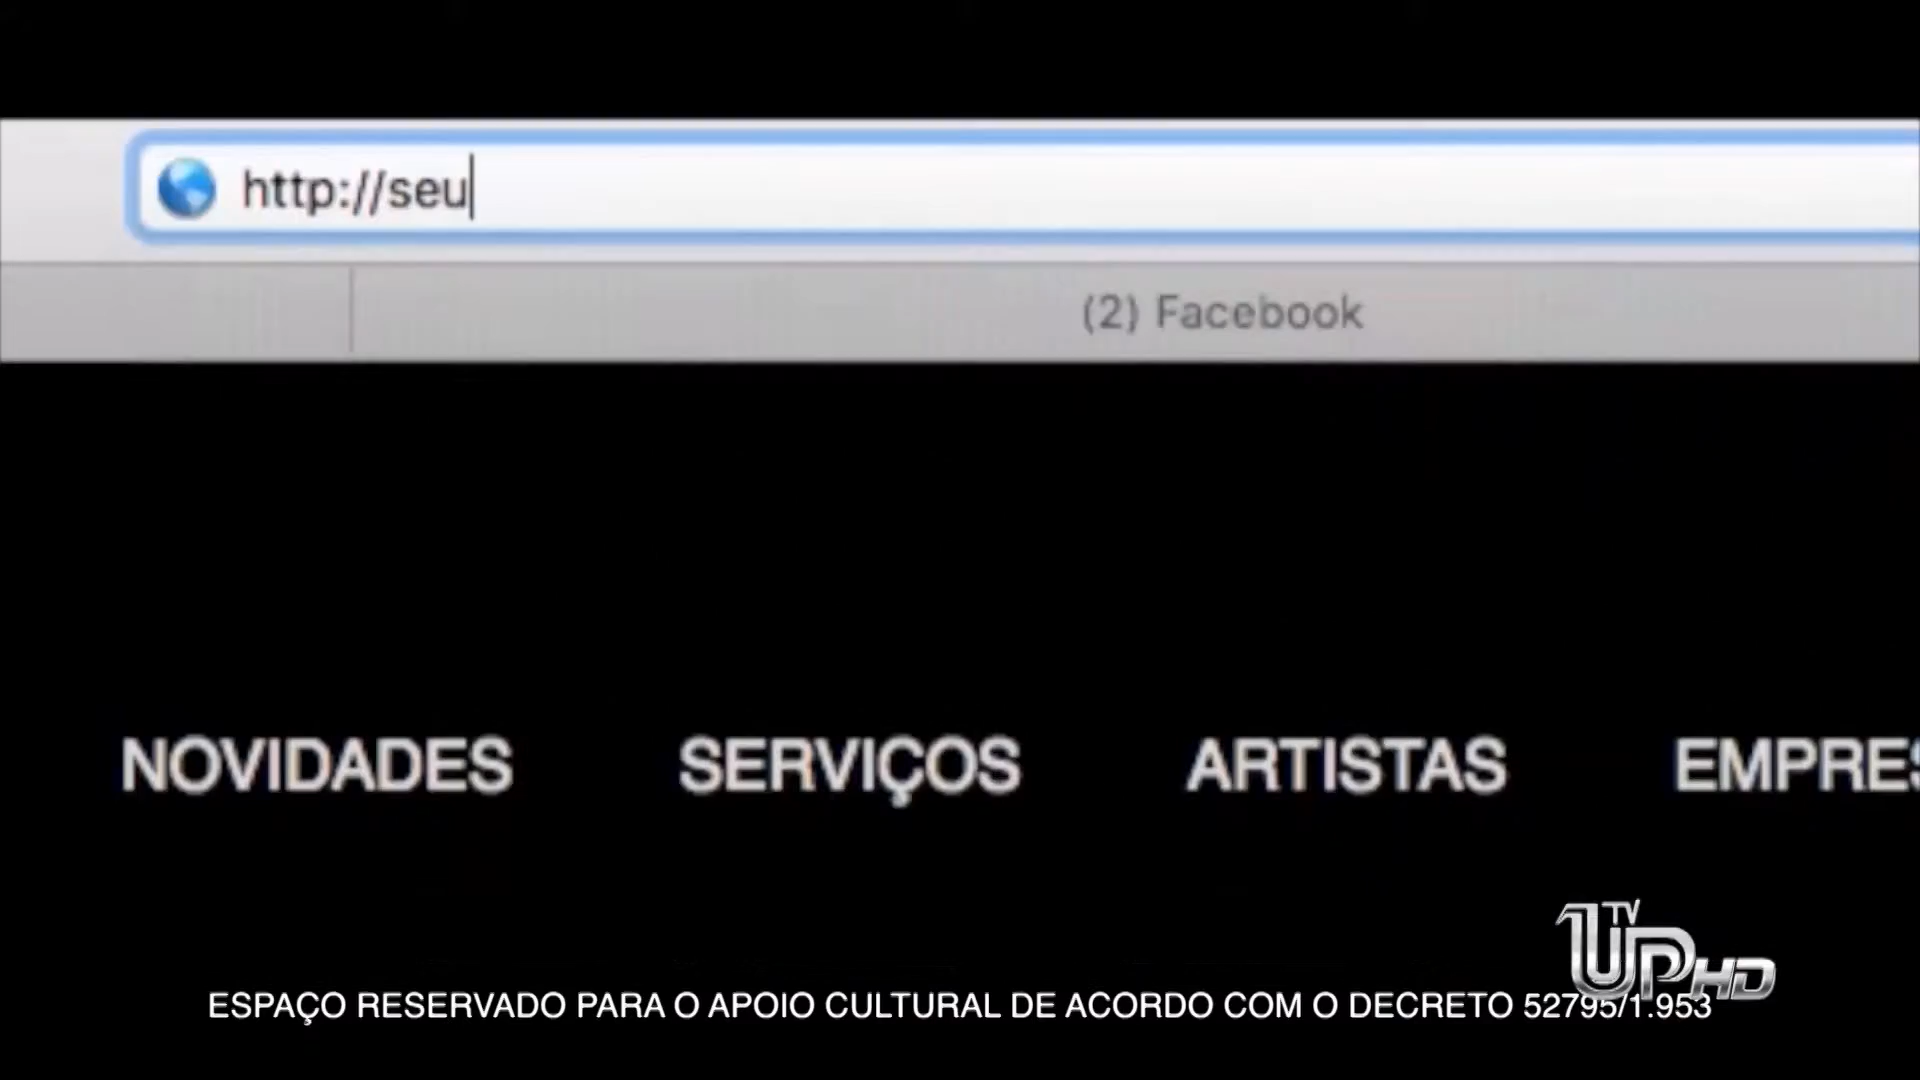 http://seu
(2) Facebook
NOVIDADES SERVIÇOS ARTISTAS EMPRES
TV
UP HD
ESPAÇO RESERVADO PARA O APOIO CULTURAL DE ACORDO COM O DECRETO 52795/1.953